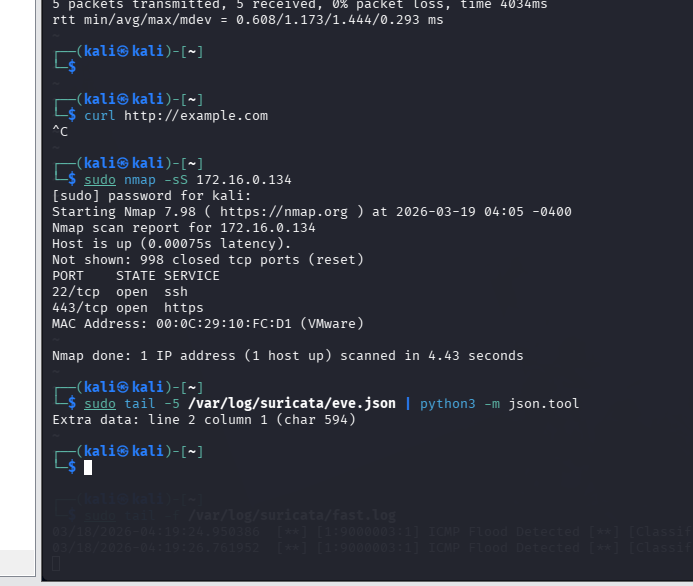 5 packets transmitted, 5 received, 0% packet loss, time 4034ms
rtt min/avg/max/mdev = 0.608/1.173/1.444/0.293 ms
~
┌──(kali㉿kali)-[~]
└─$
~
┌──(kali㉿kali)-[~]
└─$ curl http://example.com
^C
~
┌──(kali㉿kali)-[~]
└─$ sudo nmap -sS 172.16.0.134
[sudo] password for kali:
Starting Nmap 7.98 ( https://nmap.org ) at 2026-03-19 04:05 -0400
Nmap scan report for 172.16.0.134
Host is up (0.00075s latency).
Not shown: 998 closed tcp ports (reset)
PORT    STATE SERVICE
22/tcp  open  ssh
443/tcp open  https
MAC Address: 00:0C:29:10:FC:D1 (VMware)
~
Nmap done: 1 IP address (1 host up) scanned in 4.43 seconds
~
┌──(kali㉿kali)-[~]
└─$ sudo tail -5 /var/log/suricata/eve.json | python3 -m json.tool
Extra data: line 2 column 1 (char 594)
~
┌──(kali㉿kali)-[~]
└─$
┌──(kali㉿kali)-[~]
└─$ sudo tail -f /var/log/suricata/fast.log
03/18/2026-04:19:24.950386  [**] [1:9000003:1] ICMP Flood Detected [**] [Classi
03/18/2026-04:19:26.761952  [**] [1:9000003:1] ICMP Flood Detected [**] [Classi